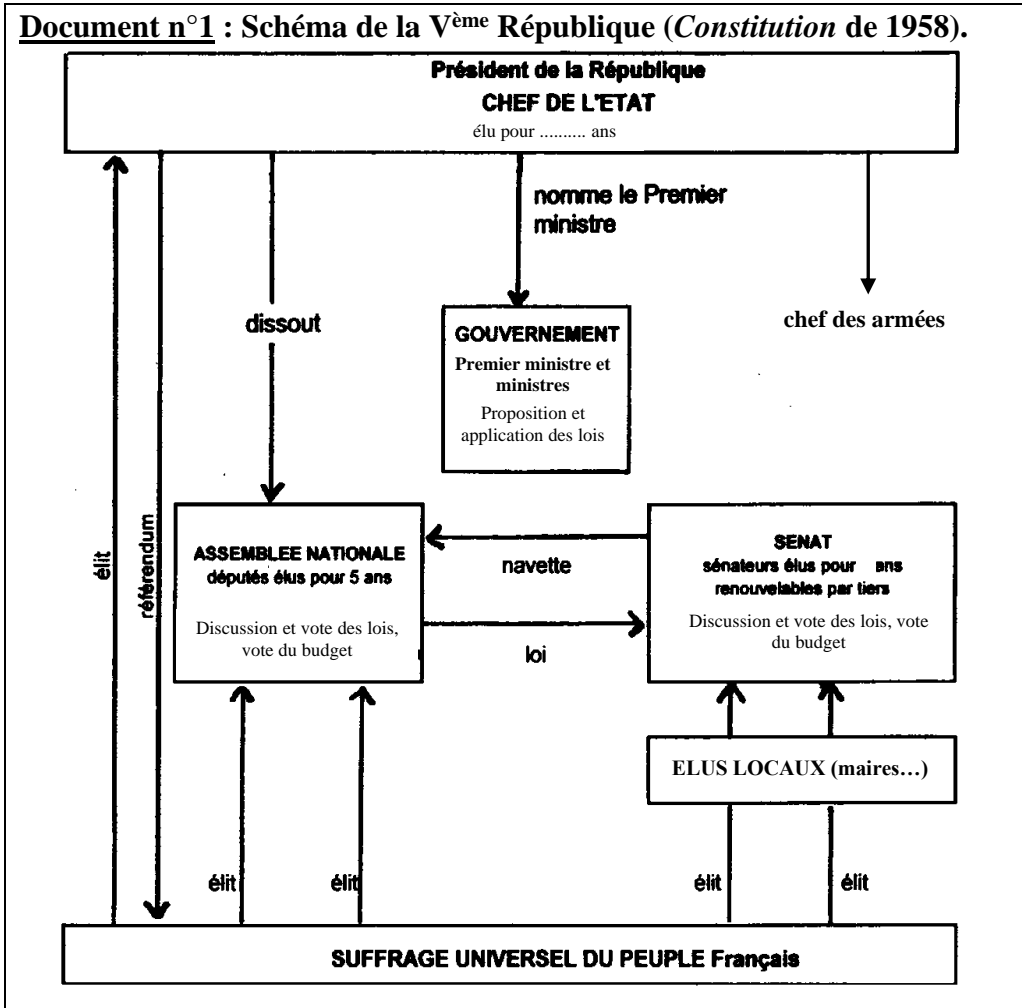 Document n°1 : Schéma de la Vème République (Constitution de 1958).
Président de la République
CHEF DE L'ETAT
élu pour .......... ans
nomme le Premier
ministre
dissout
chef des armées
GOUVERNEMENT
Premier ministre et
ministres
Proposition et
application des lois
élit
référendum
ASSEMBLEE NATIONALE
députés élus pour 5 ans
Discussion et vote des lois,
vote du budget
navette
loi
SENAT
sénateurs élus pour ans
renouvelables par tiers
Discussion et vote des lois, vote
du budget
ELUS LOCAUX (maires…)
élit
élit
élit
élit
SUFFRAGE UNIVERSEL DU PEUPLE Français